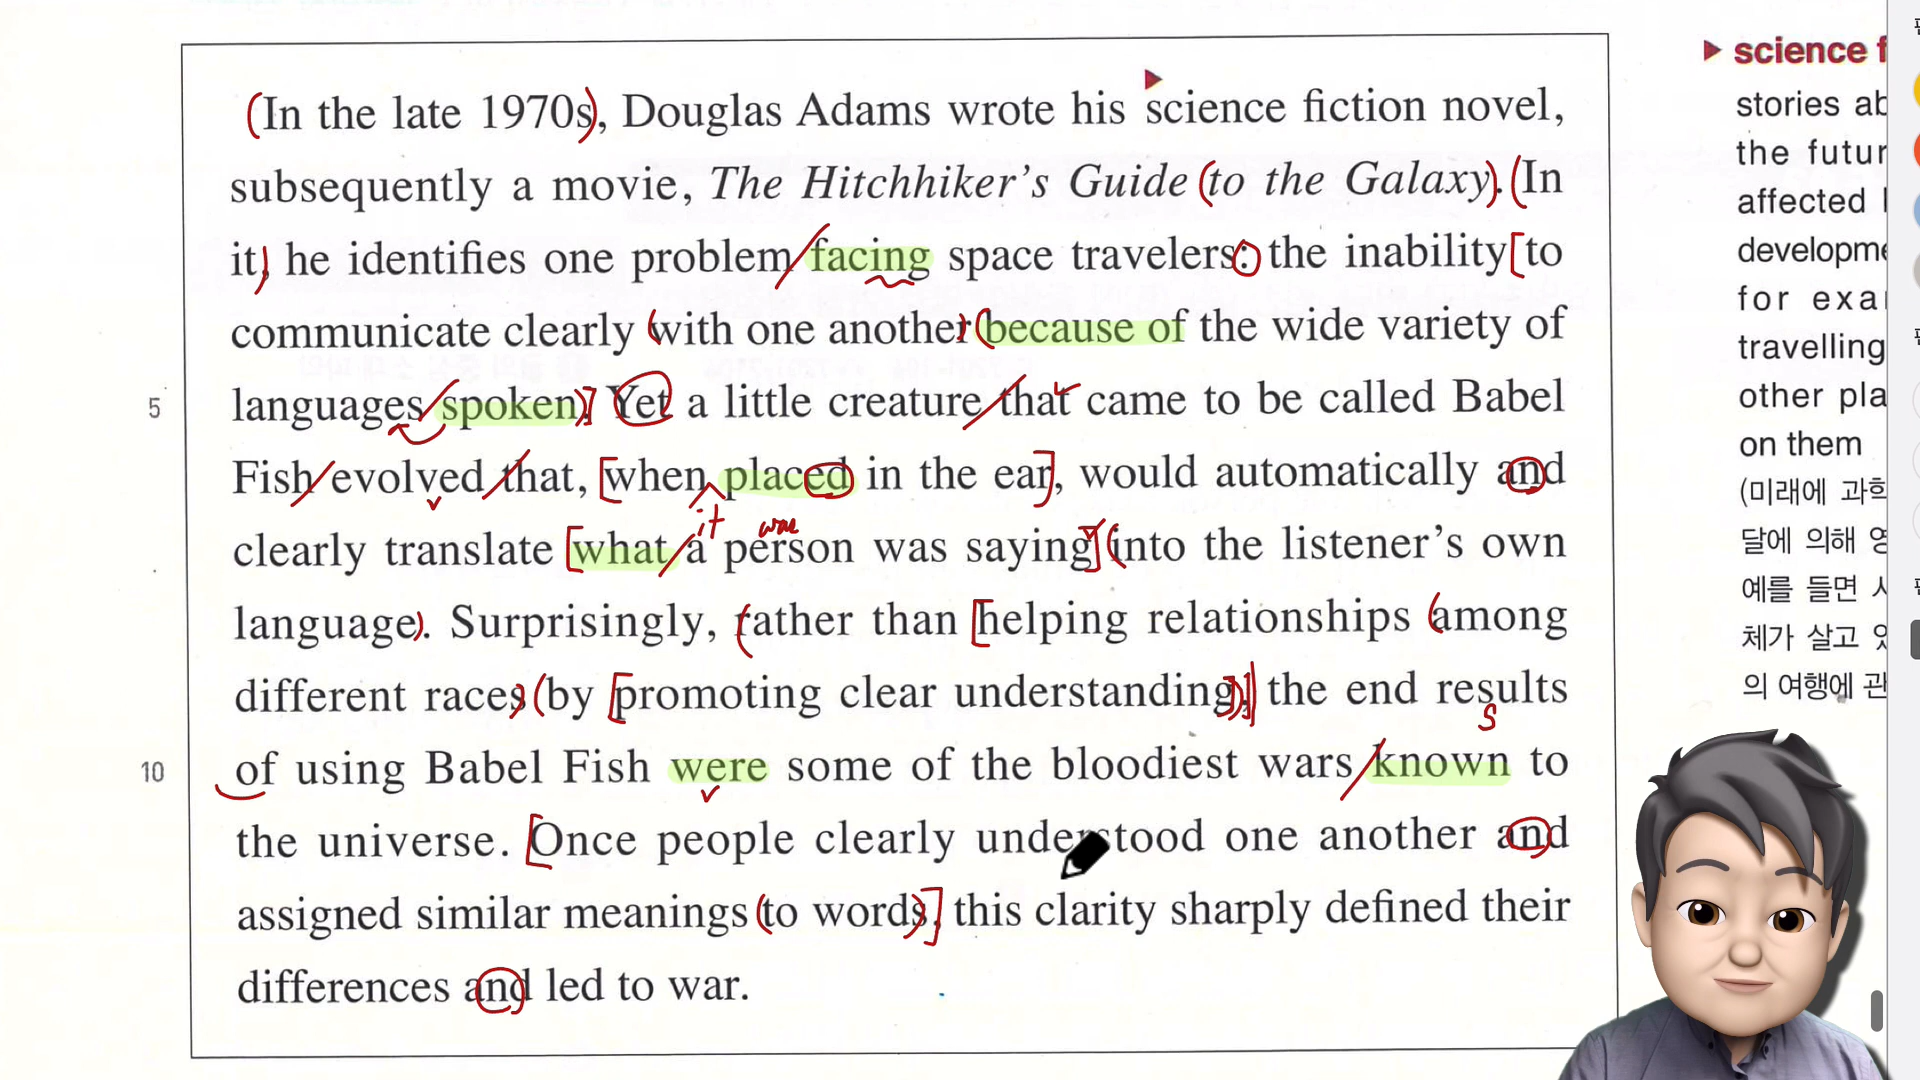 (In the late 1970s), Douglas Adams wrote his science fiction novel,
subsequently a movie, The Hitchhiker's Guide (to the Galaxy). (In
it) he identifies one problem/facing space travelers: the inability [to
communicate clearly (with one another) (because of the wide variety of
5 languages/spoken)]. Yet a little creature/that came to be called Babel
Fish/evolved/that, [when placed in the ear], would automatically and
it was
clearly translate [what/a person was saying] (into the listener's own
language). Surprisingly, (rather than [helping relationships (among
different races) (by [promoting clear understanding])], the end results
S
10 of using Babel Fish were some of the bloodiest wars/known to
the universe. [Once people clearly understood one another and
assigned similar meanings (to words)], this clarity sharply defined their
differences and led to war.
science f
stories ab
the futur
affected
developme
for exa
travelling
other pla
on them
(미래에 과학
달에 의해
예를 들면
체가 살고
의 여행에 관